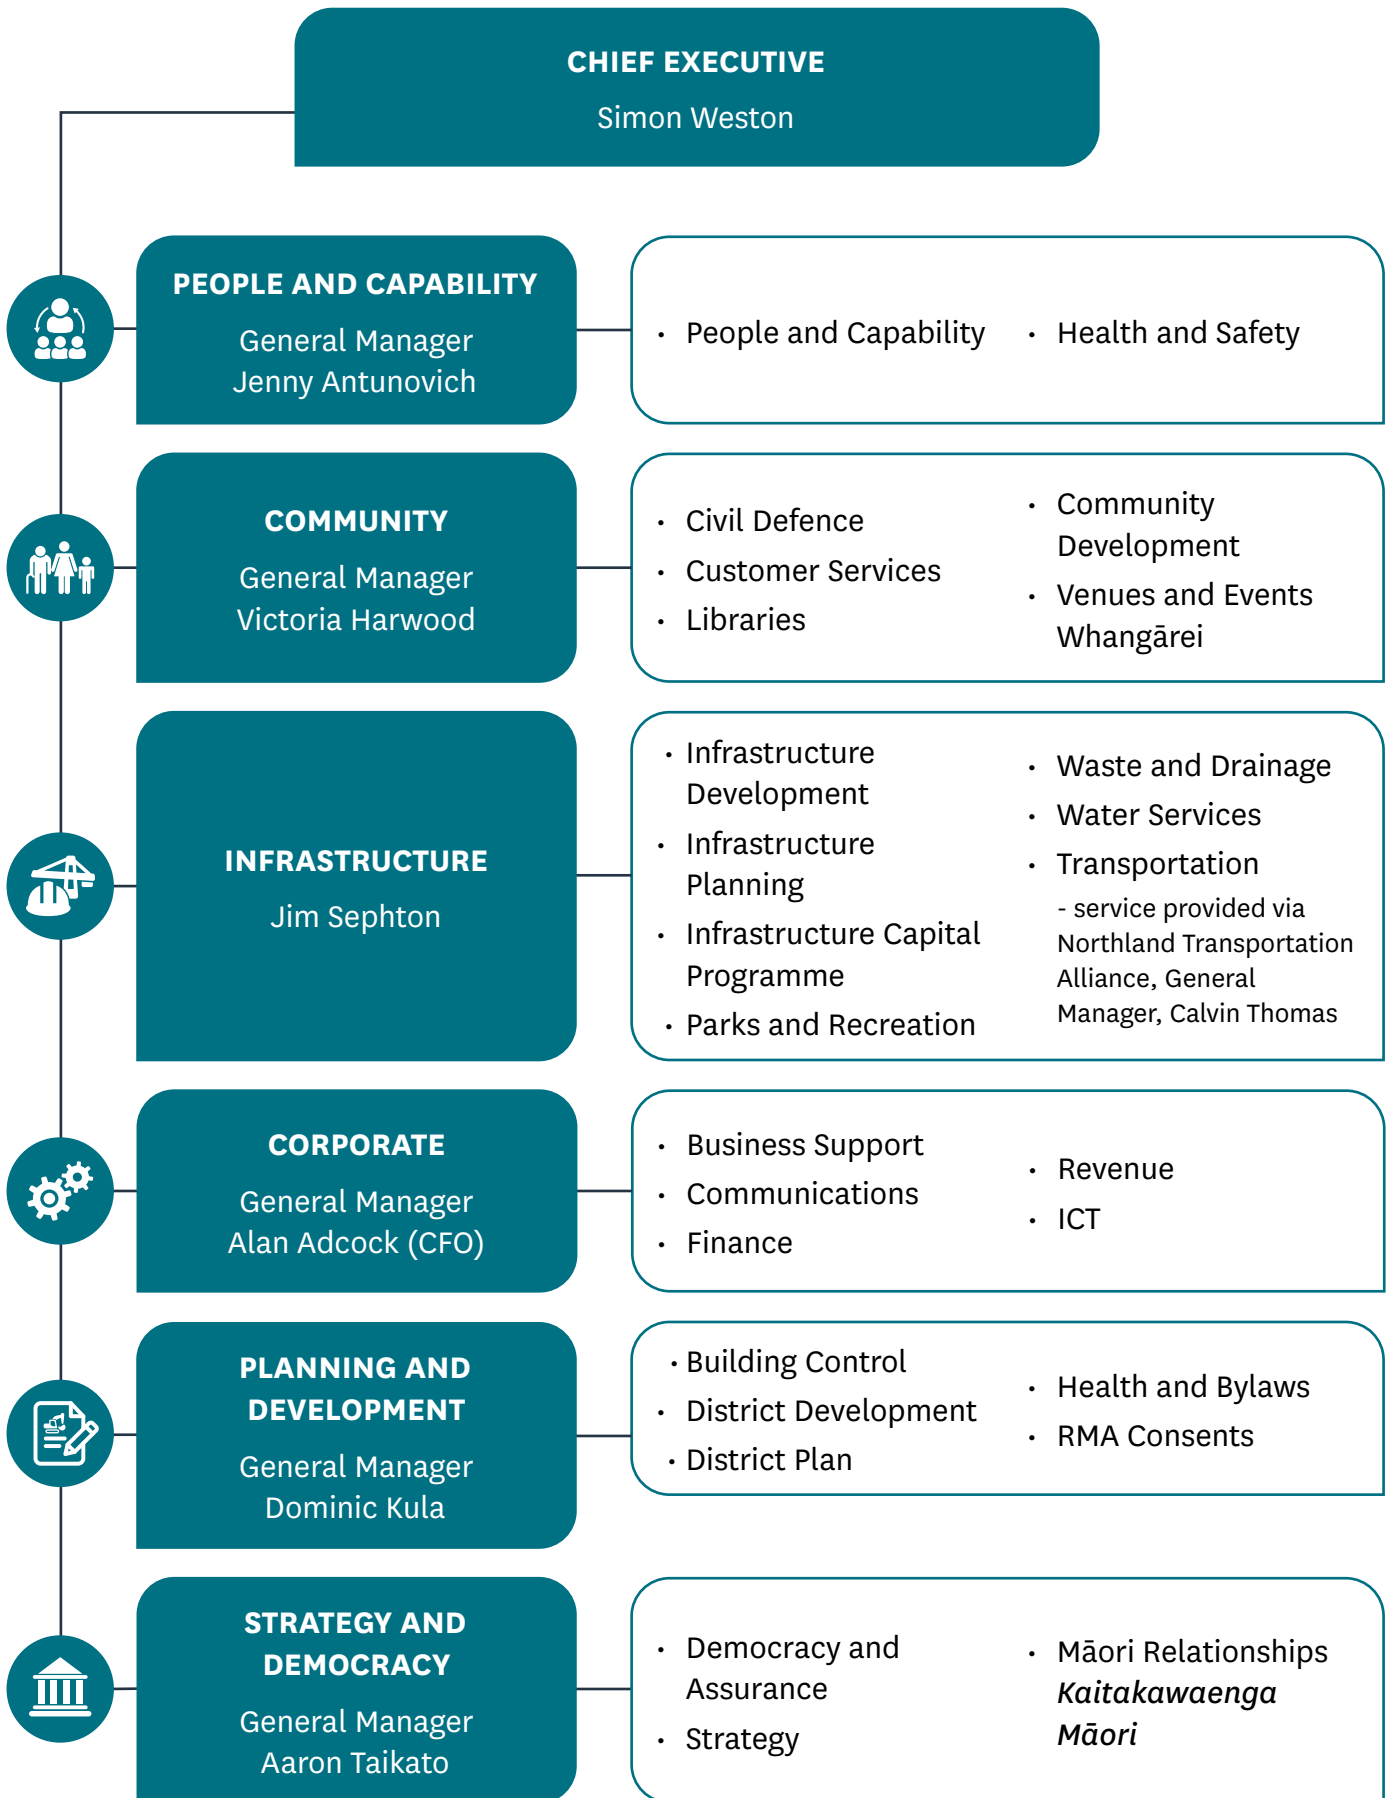 CHIEF EXECUTIVE
Simon Weston
PEOPLE AND CAPABILITY
General Manager
Jenny Antunovich
· People and Capability
· Health and Safety
COMMUNITY
General Manager
Victoria Harwood
· Civil Defence
· Customer Services
· Libraries
· Community
Development
· Venues and Events
Whangārei
INFRASTRUCTURE
Jim Sephton
· Infrastructure
Development
· Infrastructure
Planning
· Infrastructure Capital
Programme
· Parks and Recreation
· Waste and Drainage
· Water Services
· Transportation
- service provided via
Northland Transportation
Alliance, General
Manager, Calvin Thomas
CORPORATE
General Manager
Alan Adcock (CFO)
· Business Support
· Communications
· Finance
· Revenue
· ICT
PLANNING AND
DEVELOPMENT
General Manager
Dominic Kula
· Building Control
· District Development
· District Plan
· Health and Bylaws
· RMA Consents
STRATEGY AND
DEMOCRACY
General Manager
Aaron Taikato
· Democracy and
Assurance
· Strategy
· Māori Relationships
Kaitakawaenga
Māori